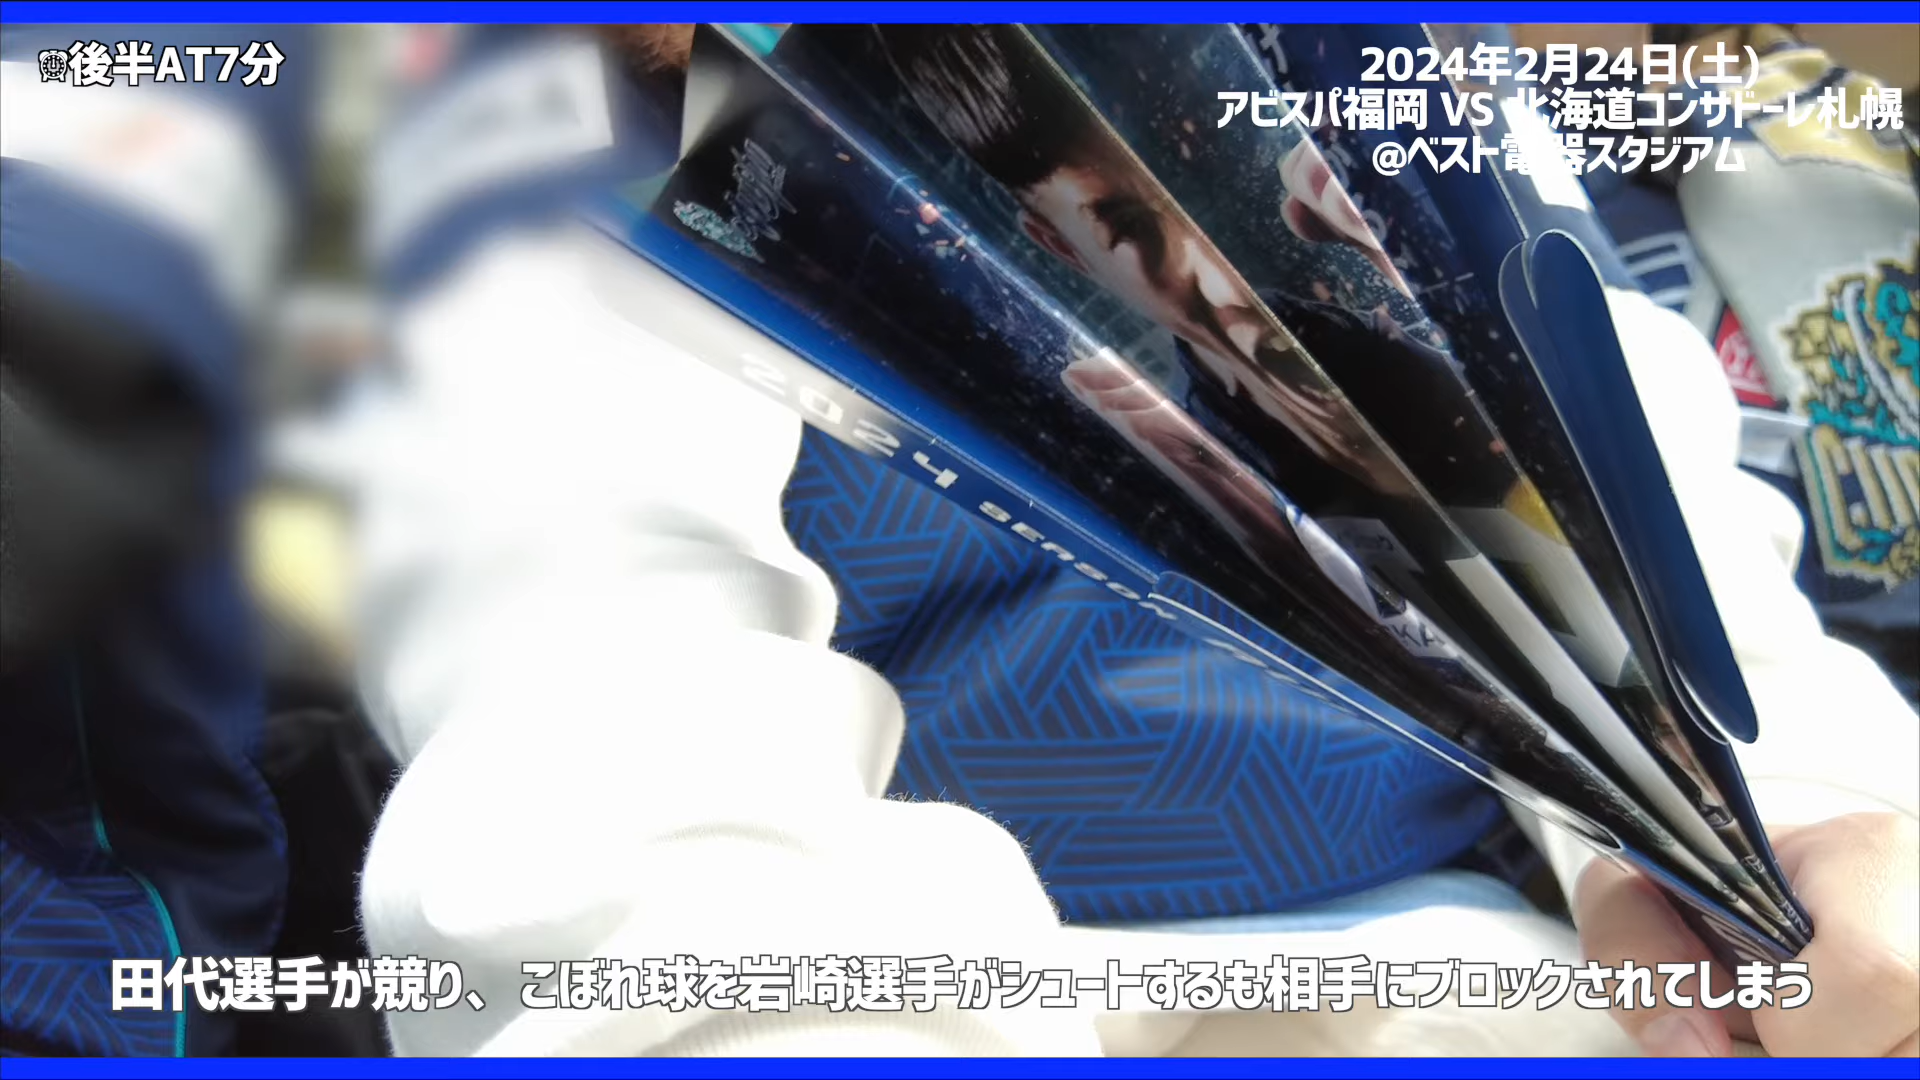 後半AT7分
2024年2月24日(土)
アビスパ福岡 VS 北海道コンサドーレ札幌
@ベスト電器スタジアム
2024 SEASON
田代選手が競り、こぼれ球を岩崎選手がシュートするも相手にブロックされてしまう